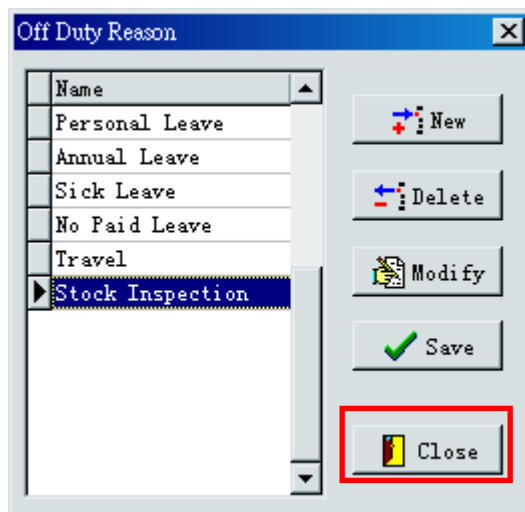 Off Duty Reason
Name
Personal Leave
Annual Leave
Sick Leave
No Paid Leave
Travel
Stock Inspection
New
Delete
Modify
Save
Close